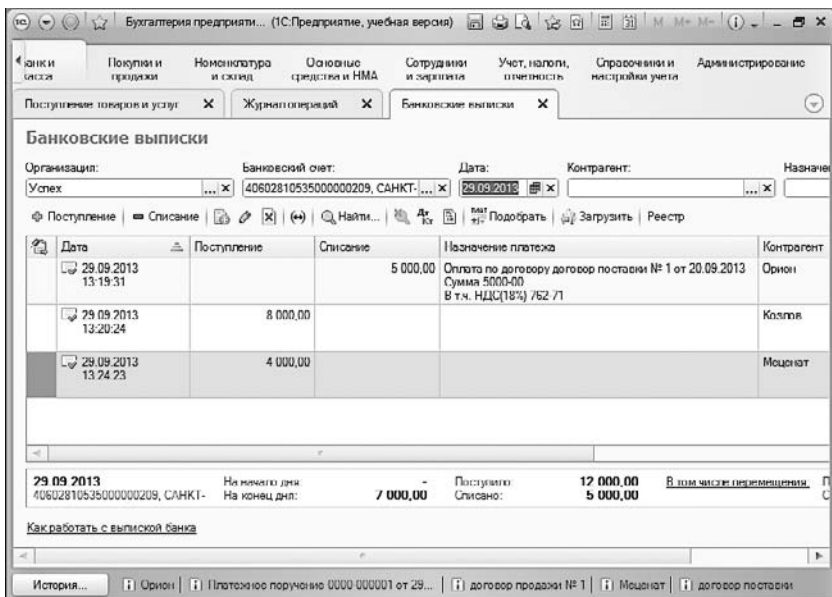 Бухгалтерия предприяти... (1С:Предприятие, учебная версия) M M+ M-
анки и касса Покупки и продажи Номенклатура и склад Основные средства и НМА Сотрудники и зарплата Учет, налоги, отчетность Справочники и настройки учета Администрирование
Поступление товаров и услуг Журнал операций Банковские выписки
Банковские выписки
Организация: Банковский счет: Дата: Контрагент: Назначе
Успех ... 40602810535000000209, САНКТ- ... 29.09.2013 ...
Поступление Списание Найти... Дт Кт Подобрать Загрузить Реестр
Дата Поступление Списание Назначение платежа Контрагент
29.09.2013 5 000,00 Оплата по договору договор поставки № 1 от 20.09.2013 Орион
13:19:31 Сумма 5000-00
В т.ч. НДС(18%) 762-71
29.09.2013 8 000,00 Козлов
13:20:24
29.09.2013 4 000,00 Меценат
13:24:23
29.09.2013 На начало дня: - Поступило: 12 000,00 В том числе перемещения: П
40602810535000000209, САНКТ- На конец дня: 7 000,00 Списано: 5 000,00 С
Как работать с выпиской банка
История... Орион Платежное поручение 0000-000001 от 29... договор продажи № 1 Меценат договор поставки